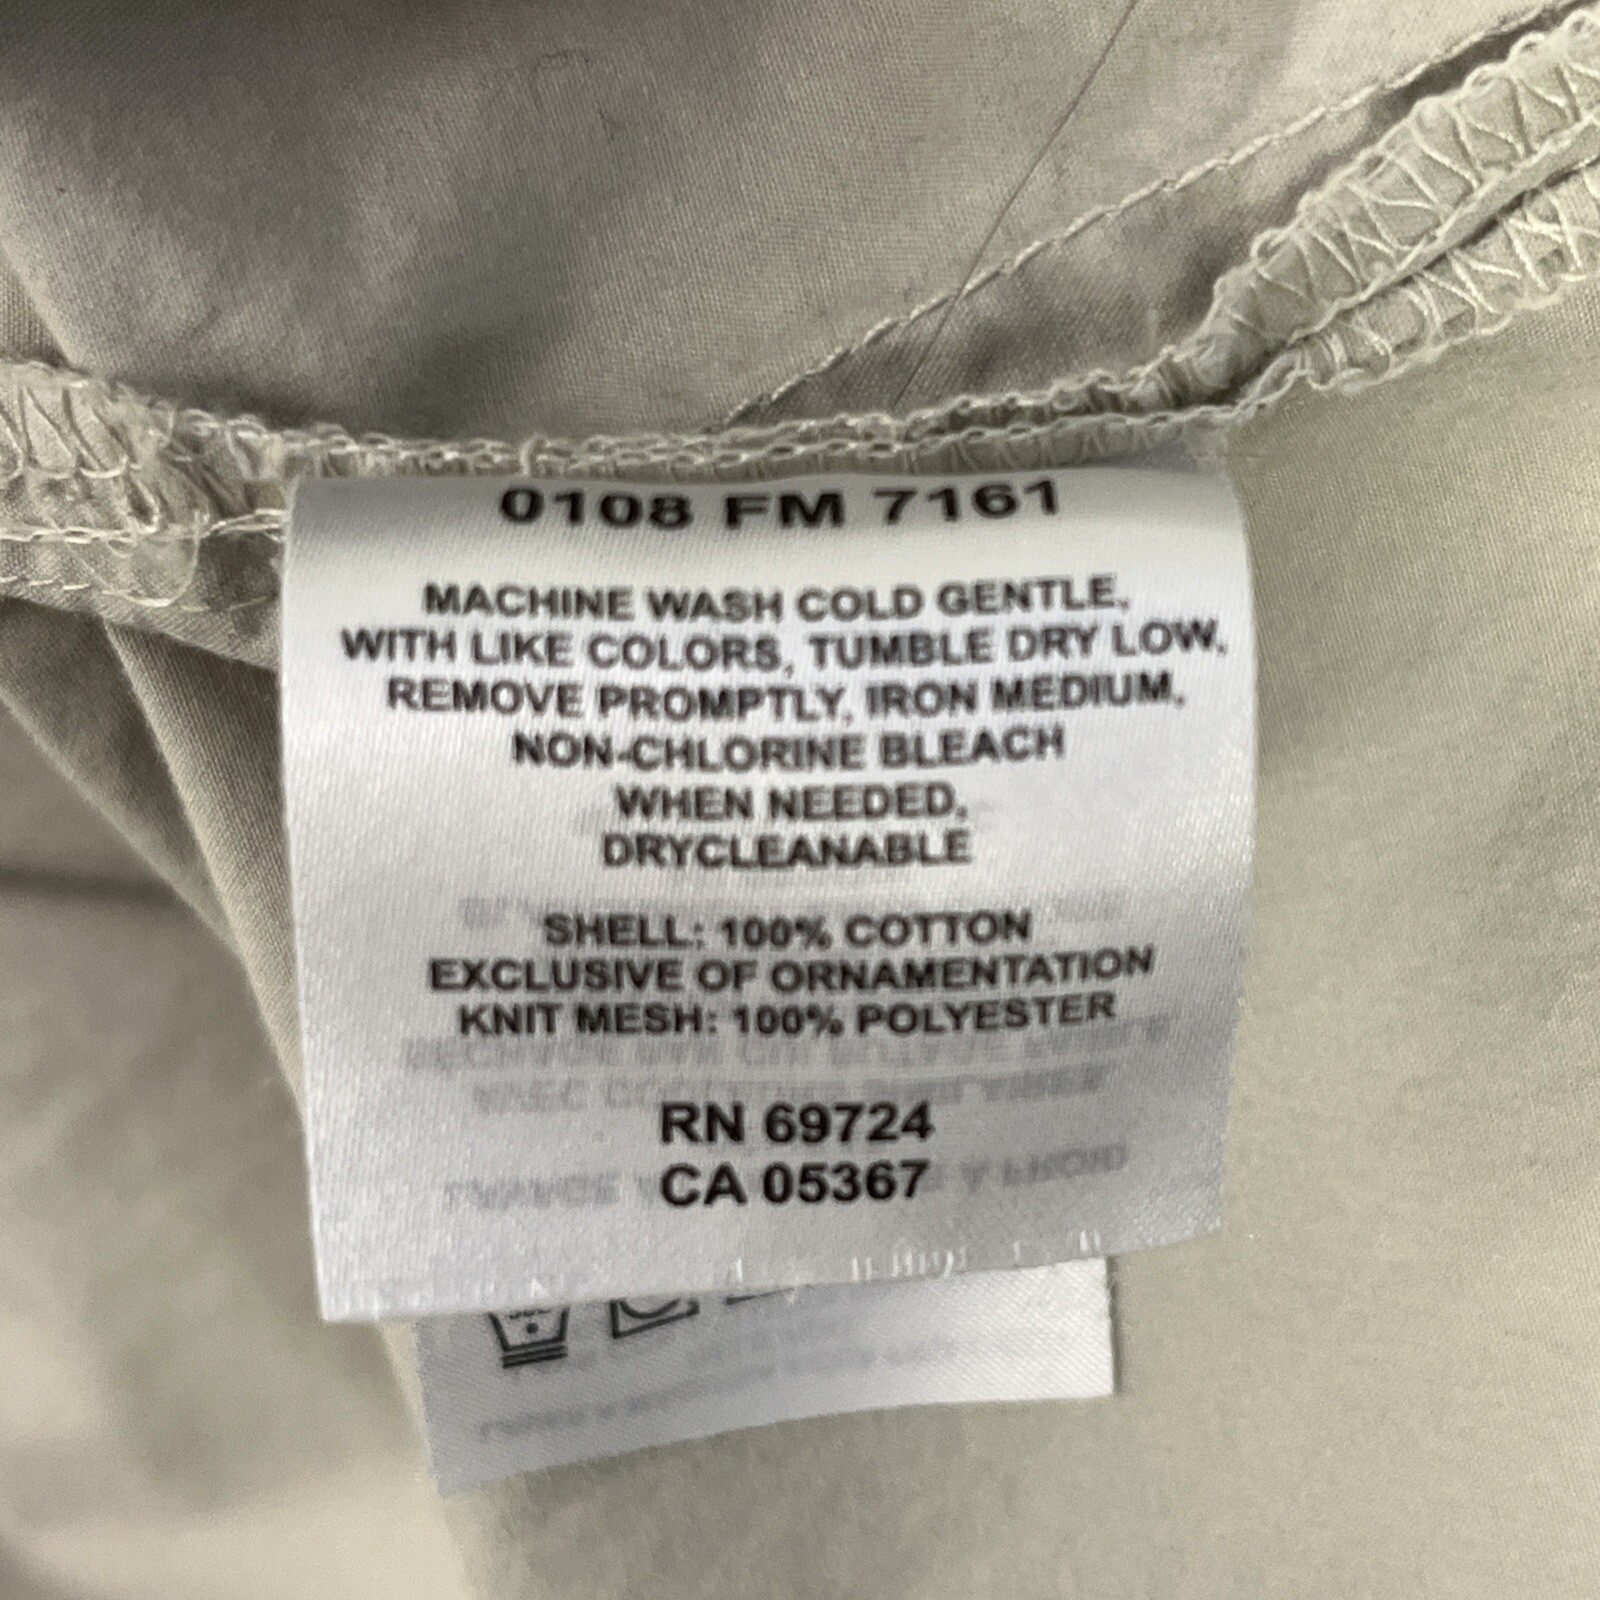 0108 FM 7161
MACHINE WASH COLD GENTLE,
WITH LIKE COLORS, TUMBLE DRY LOW,
REMOVE PROMPTLY, IRON MEDIUM,
NON-CHLORINE BLEACH
WHEN NEEDED,
DRYCLEANABLE
SHELL: 100% COTTON
EXCLUSIVE OF ORNAMENTATION
KNIT MESH: 100% POLYESTER
RN 69724
CA 05367